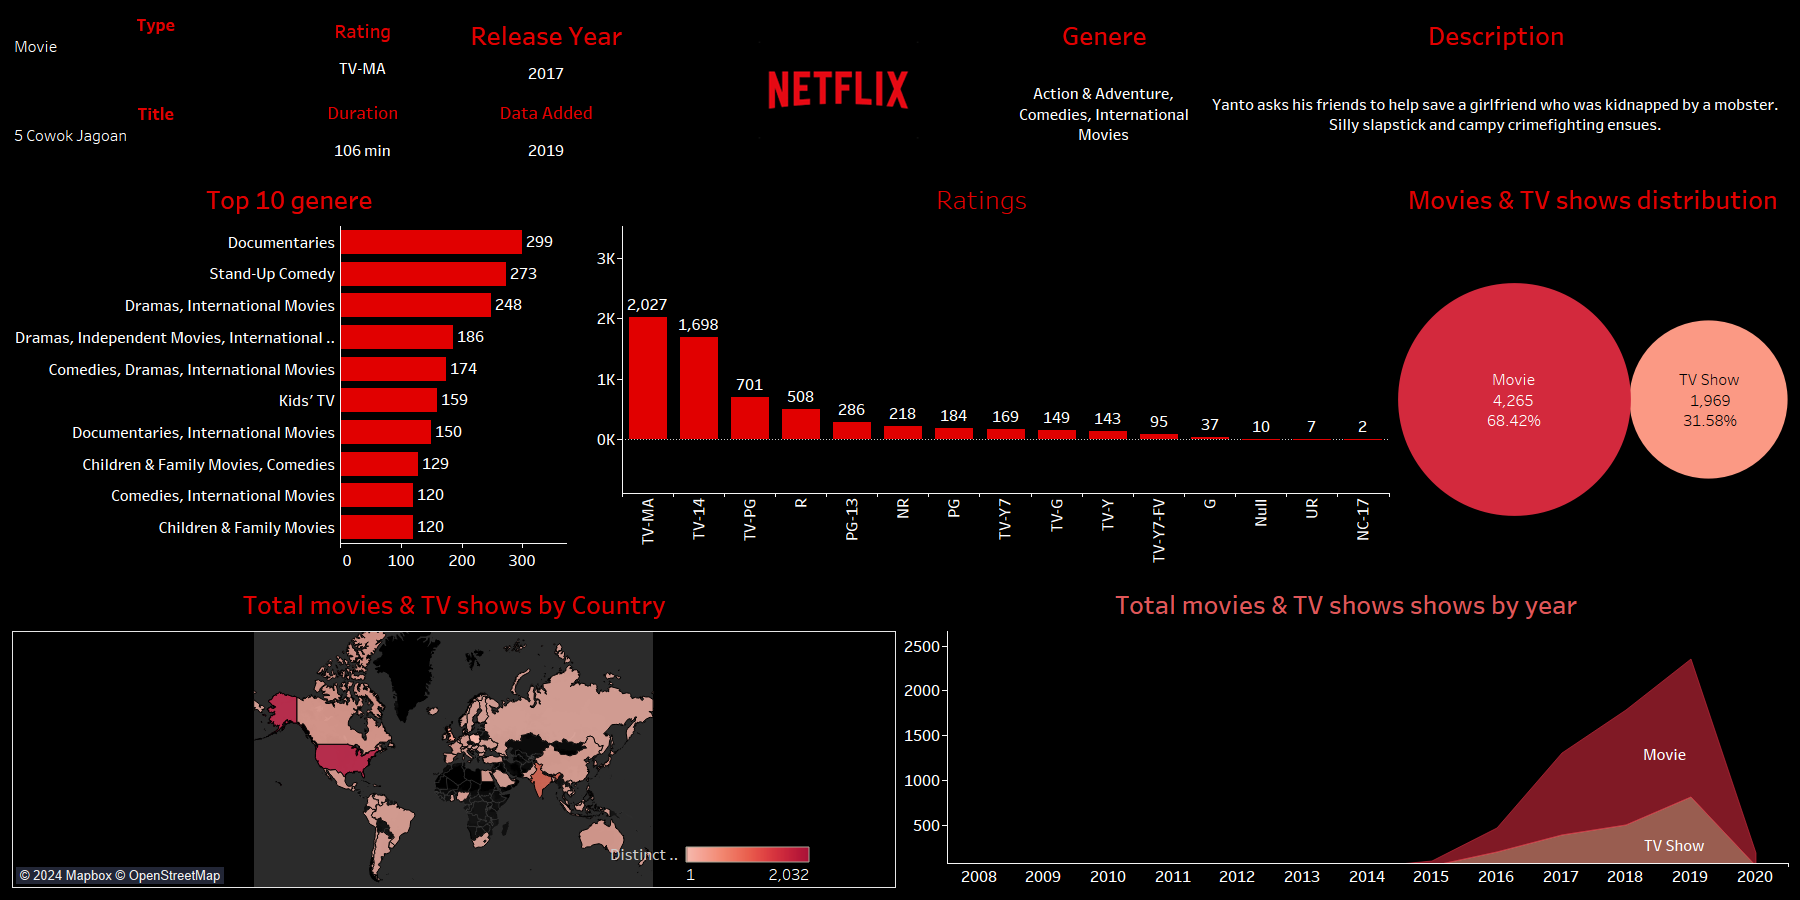 Type
Movie
Title
5 Cowok Jagoan
Rating
TV-MA
Duration
106 min
Release Year
2017
Data Added
2019
NETFLIX
Genere
Action & Adventure,
Comedies, International
Movies
Description
Yanto asks his friends to help save a girlfriend who was kidnapped by a mobster.
Silly slapstick and campy crimefighting ensues.
Top 10 genere
Documentaries 299
Stand-Up Comedy 273
Dramas, International Movies 248
Dramas, Independent Movies, International .. 186
Comedies, Dramas, International Movies 174
Kids’ TV 159
Documentaries, International Movies 150
Children & Family Movies, Comedies 129
Comedies, International Movies 120
Children & Family Movies 120
0 100 200 300
Ratings
3K
2K
1K
0K
2,027 1,698 701 508 286 218 184 169 149 143 95 37 10 7 2
TV-MA TV-14 TV-PG R PG-13 NR PG TV-Y7 TV-G TV-Y TV-Y7-FV G Null UR NC-17
Movies & TV shows distribution
Movie
4,265
68.42%
TV Show
1,969
31.58%
Total movies & TV shows by Country
Distinct ..
1 2,032
© 2024 Mapbox © OpenStreetMap
Total movies & TV shows shows by year
2500
2000
1500
1000
500
Movie
TV Show
2008 2009 2010 2011 2012 2013 2014 2015 2016 2017 2018 2019 2020